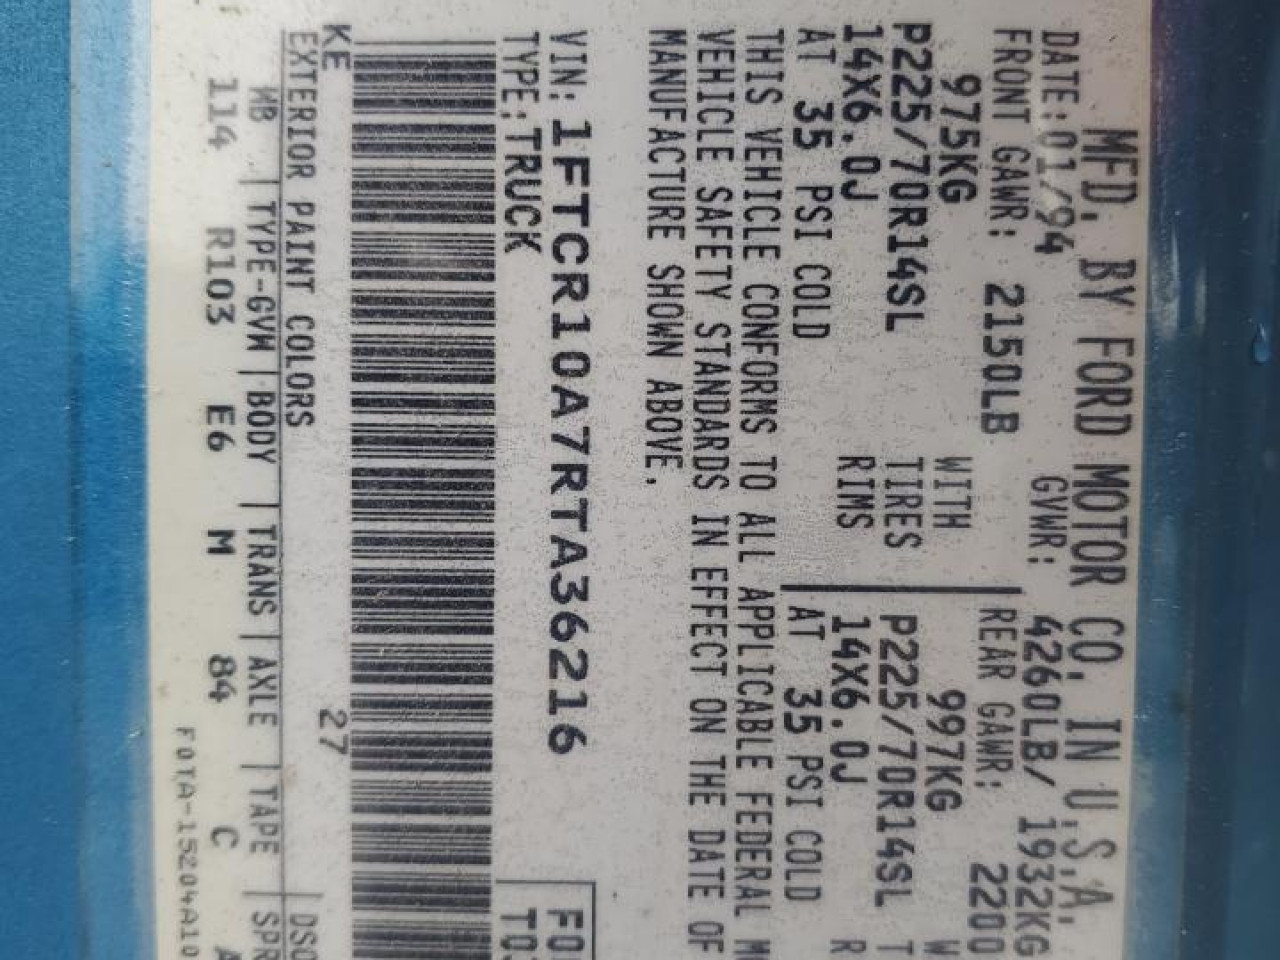 MFD. BY FORD MOTOR CO. IN U.S.A.
DATE:01/94 GVWR: 4260LB/ 1932KG
FRONT GAWR: 2150LB REAR GAWR: 2200
975KG WITH 997KG W
P225/70R14SL TIRES P225/70R14SL T
14X6.0J RIMS 14X6.0J R
AT 35 PSI COLD AT 35 PSI COLD
THIS VEHICLE CONFORMS TO ALL APPLICABLE FEDERAL M
VEHICLE SAFETY STANDARDS IN EFFECT ON THE DATE OF
MANUFACTURE SHOWN ABOVE.
VIN: 1FTCR10A7RTA36216
TYPE:TRUCK
KE 27
EXTERIOR PAINT COLORS DSO
WB | TYPE-GVW | BODY | TRANS | AXLE | TAPE | SPR
114 R103 E6 M 84 C A
F0TA-15204A10